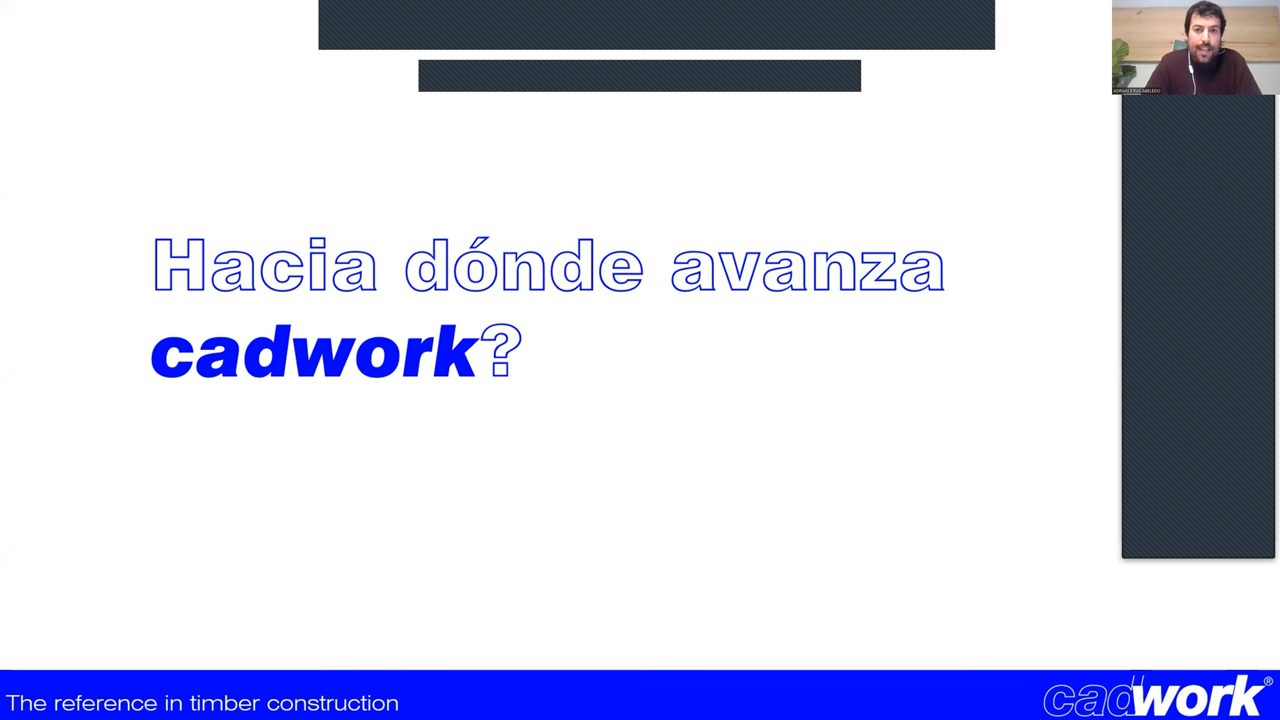 Hacia dónde avanza
cadwork?
The reference in timber construction
cadwork®